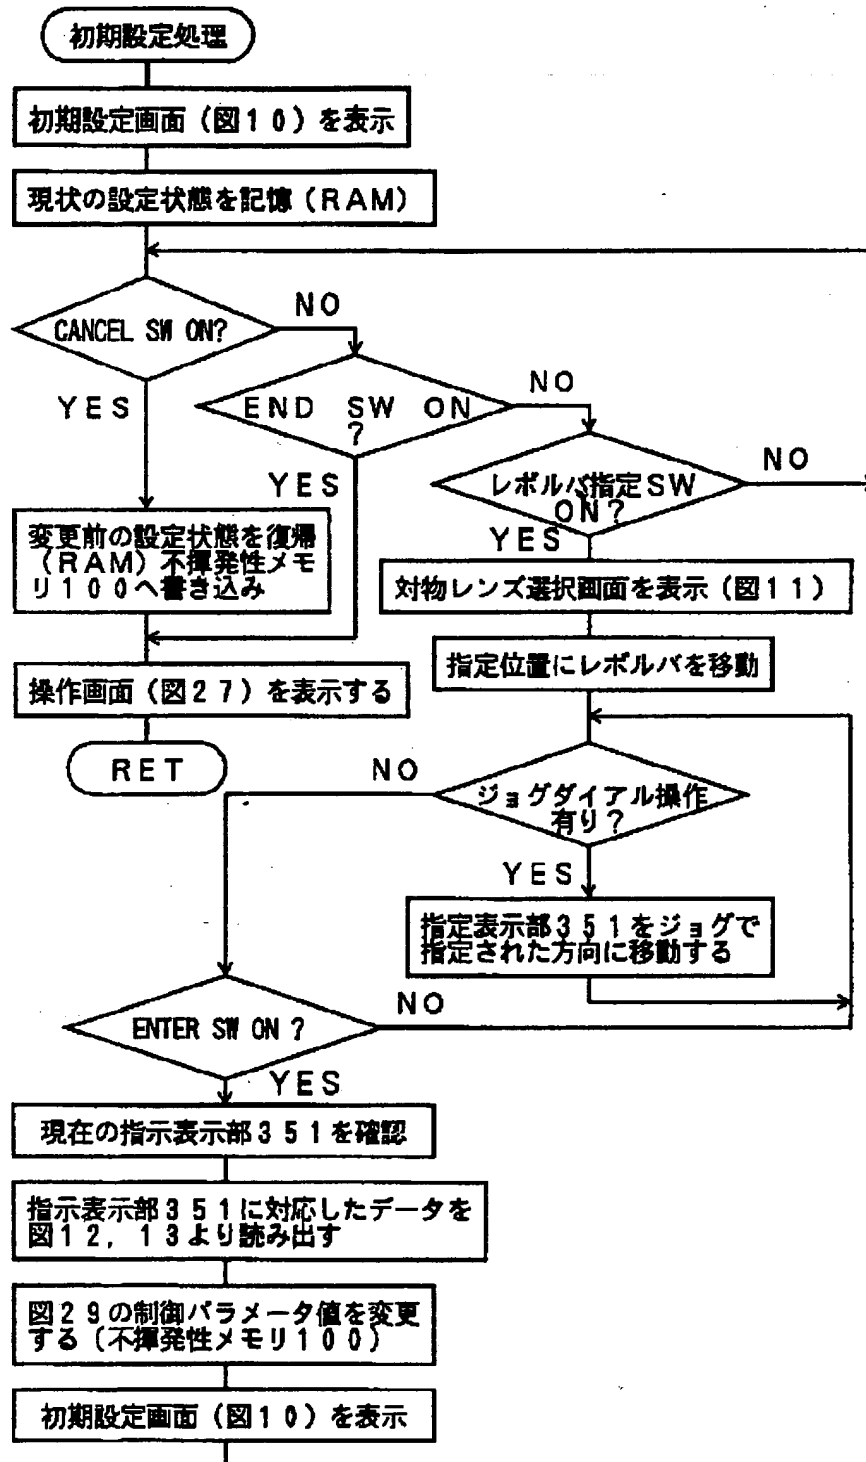 初期設定処理
初期設定画面（図１０）を表示
現状の設定状態を記憶（ＲＡＭ）
CANCEL SW ON?
NO
YES
END SW ON
?
NO
YES
レボルバ指定SW
ON?
NO
YES
変更前の設定状態を復帰
（ＲＡＭ）不揮発性メモ
リ１００へ書き込み
対物レンズ選択画面を表示（図１１）
指定位置にレボルバを移動
操作画面（図２７）を表示する
RET
ジョグダイアル操作
有り？
NO
YES
指定表示部３５１をジョグで
指定された方向に移動する
ENTER SW ON ?
NO
YES
現在の指示表示部３５１を確認
指示表示部３５１に対応したデータを
図１２，１３より読み出す
図２９の制御パラメータ値を変更
する（不揮発性メモリ１００）
初期設定画面（図１０）を表示